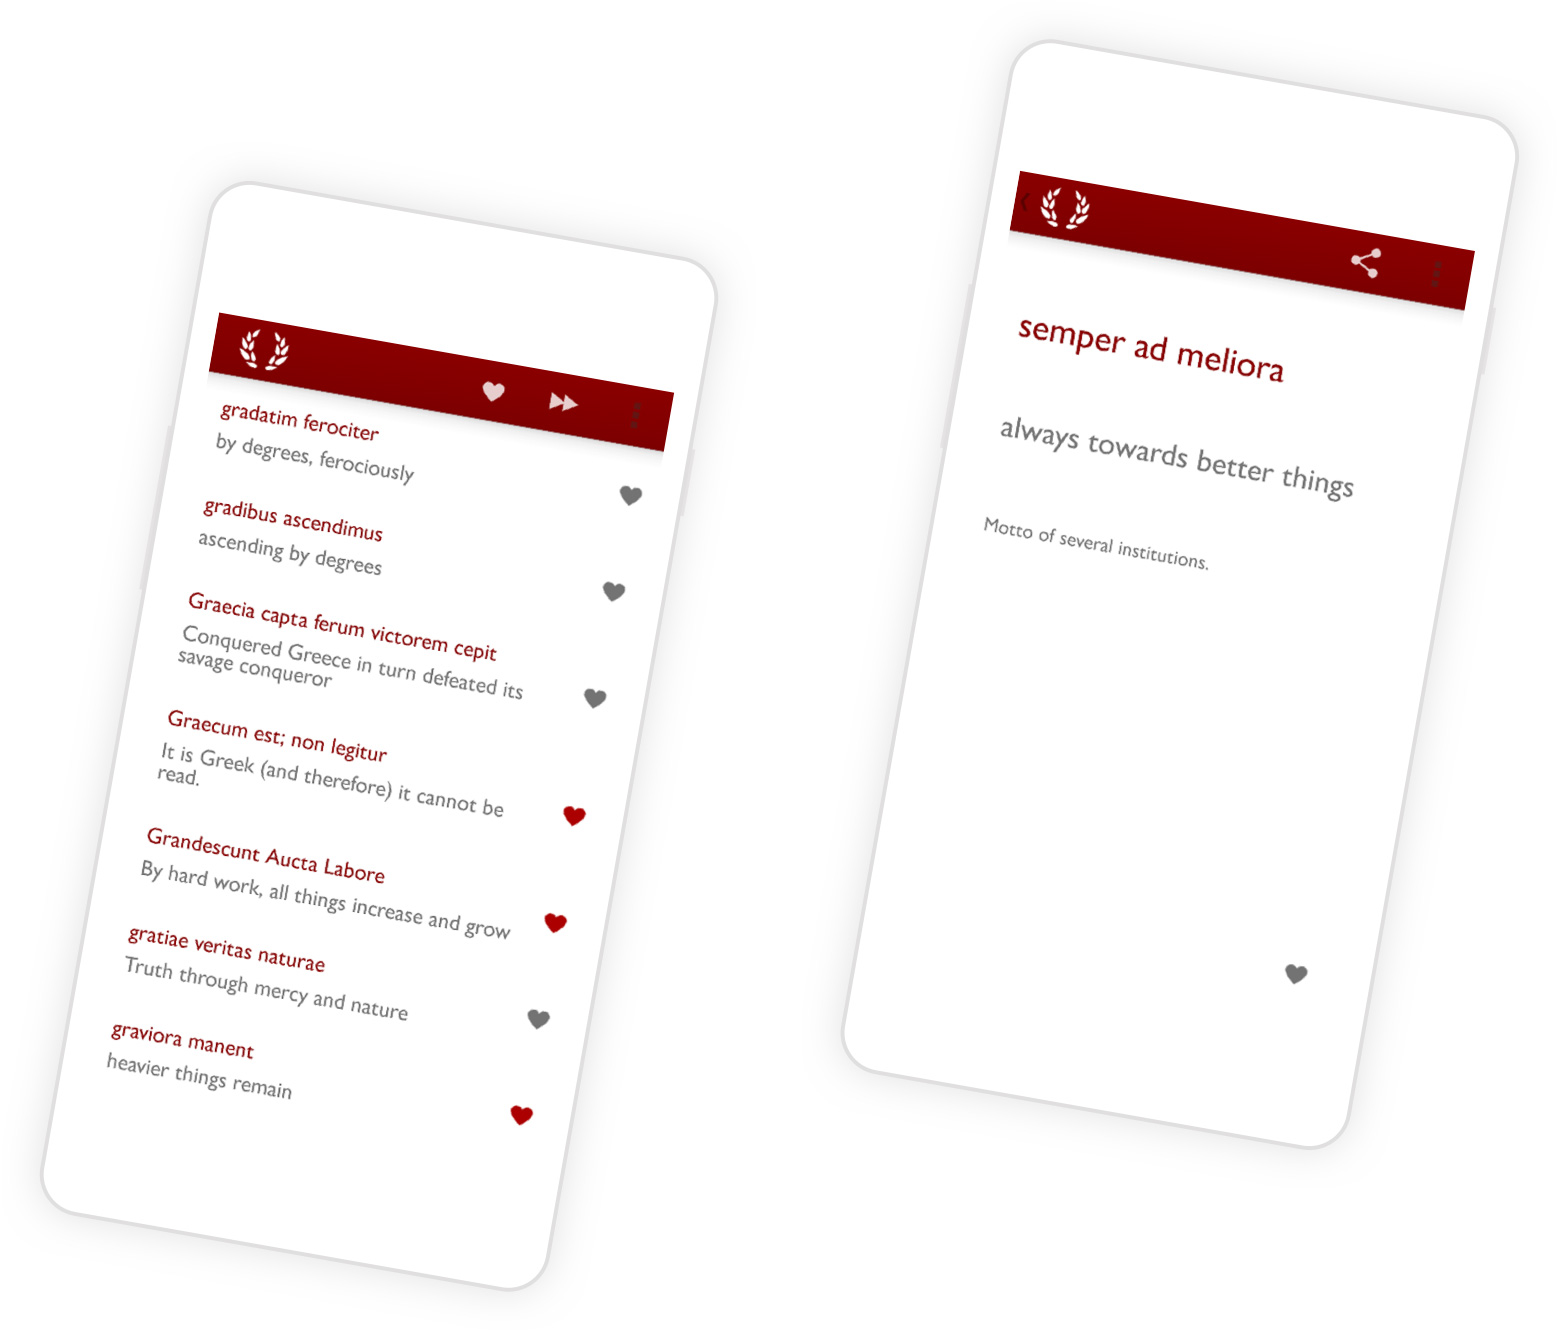 gradatim ferociter
by degrees, ferociously
gradibus ascendimus
ascending by degrees
Graecia capta ferum victorem cepit
Conquered Greece in turn defeated its
savage conqueror
Graecum est; non legitur
It is Greek (and therefore) it cannot be
read.
Grandescunt Aucta Labore
By hard work, all things increase and grow
gratiae veritas naturae
Truth through mercy and nature
graviora manent
heavier things remain
semper ad meliora
always towards better things
Motto of several institutions.